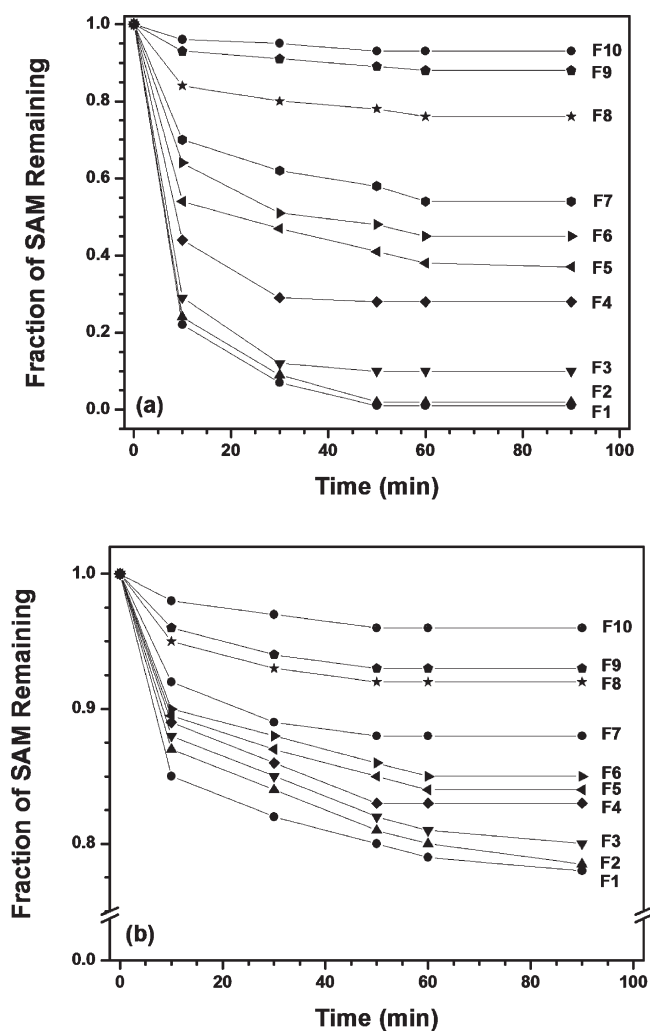 1.0
0.8
0.6
0.4
0.2
0.0
Fraction of SAM Remaining
F10
F9
F8
F7
F6
F5
F4
F3
F2
F1
(a)
0 20 40 60 80 100
Time (min)
1.0
0.9
0.8
0.0
Fraction of SAM Remaining
F10
F9
F8
F7
F6
F5
F4
F3
F2
F1
(b)
0 20 40 60 80 100
Time (min)